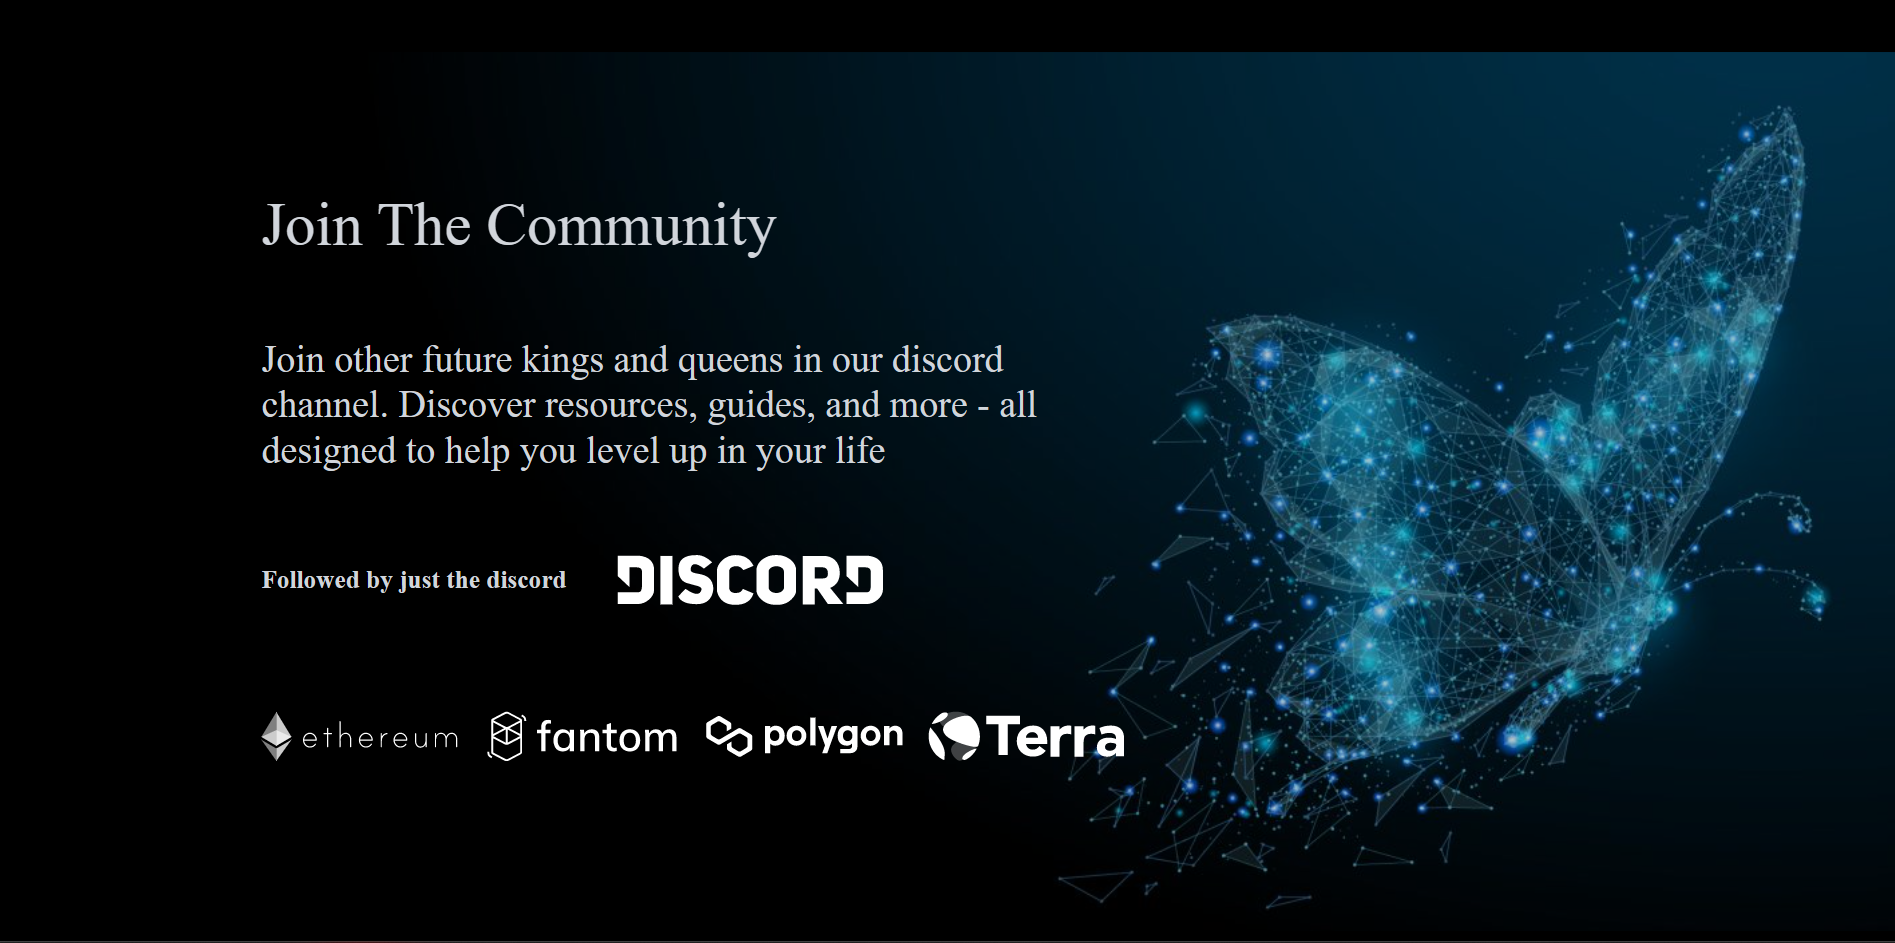 Join The Community
Join other future kings and queens in our discord
channel. Discover resources, guides, and more - all
designed to help you level up in your life
Followed by just the discord DISCORD
ethereum fantom polygon Terra